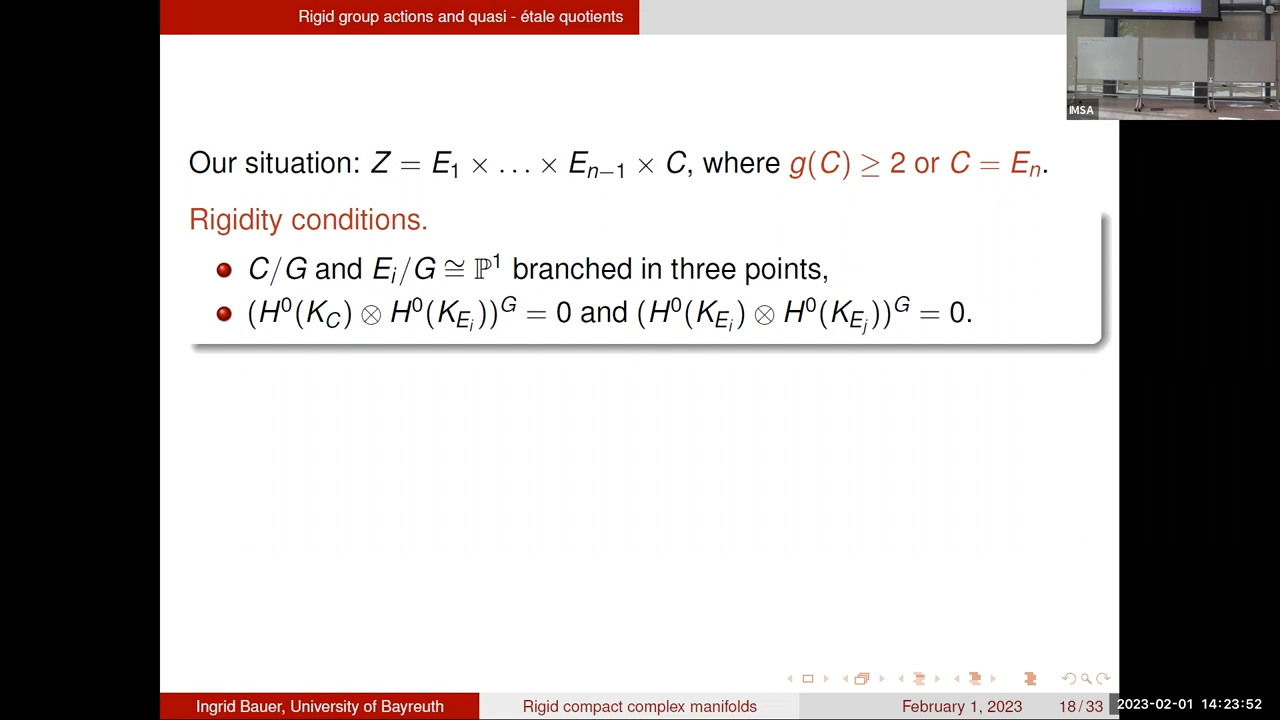 Rigid group actions and quasi - étale quotients
IMSA
Our situation: Z = E₁ × … × Eₙ₋₁ × C, where g(C) ≥ 2 or C = Eₙ.
Rigidity conditions.
C/G and Eᵢ/G ≅ ℙ¹ branched in three points,
(H⁰(K_C) ⊗ H⁰(K_{E_i}))^G = 0 and (H⁰(K_{E_i}) ⊗ H⁰(K_{E_j}))^G = 0.
Ingrid Bauer, University of Bayreuth
Rigid compact complex manifolds
February 1, 2023
18 / 33
2023-02-01 14:23:52